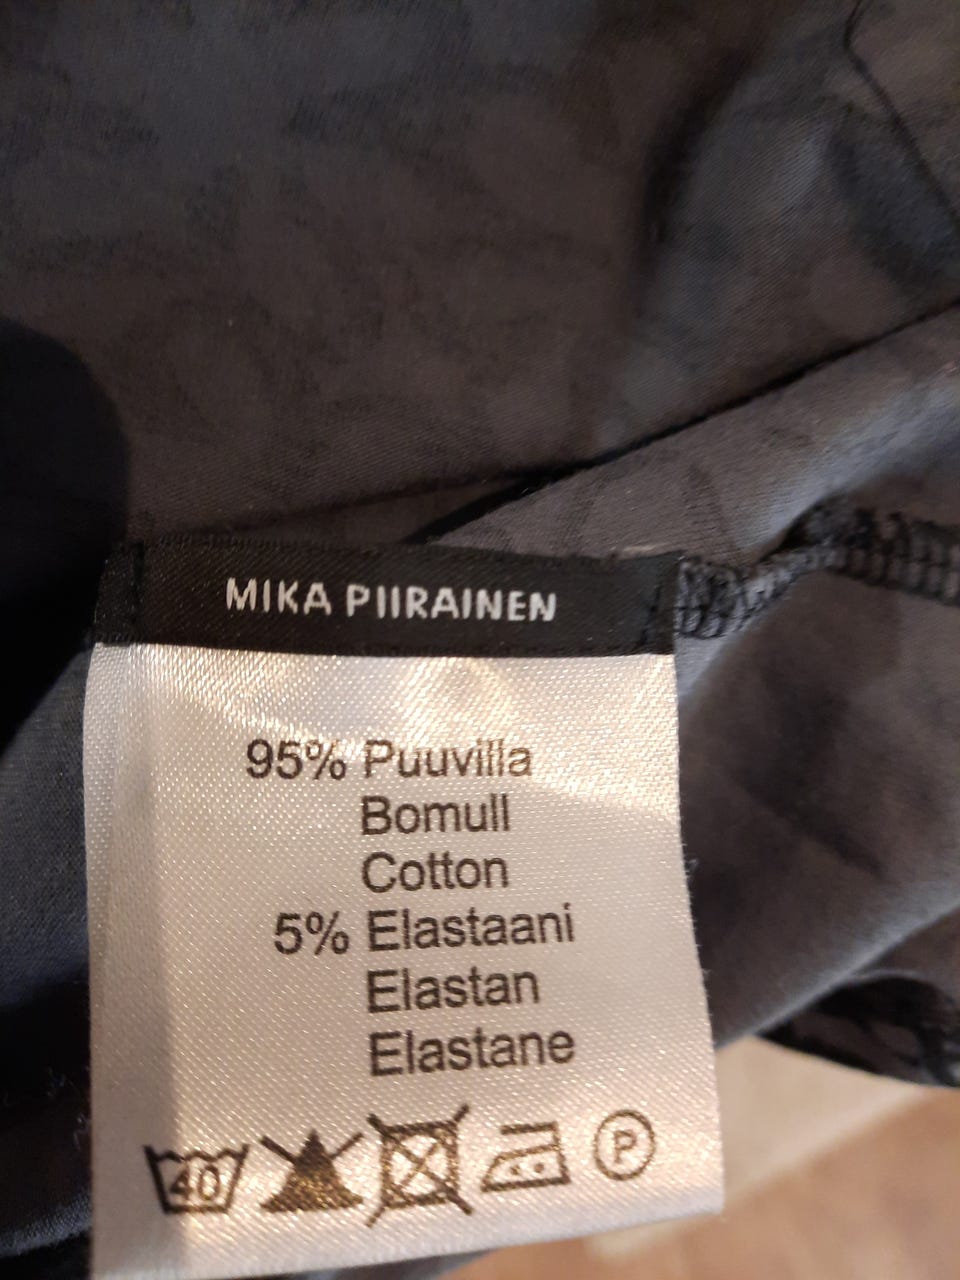 MIKA PIIRAINEN
95% Puuvilla
Bomull
Cotton
5% Elastaani
Elastan
Elastane
40 P